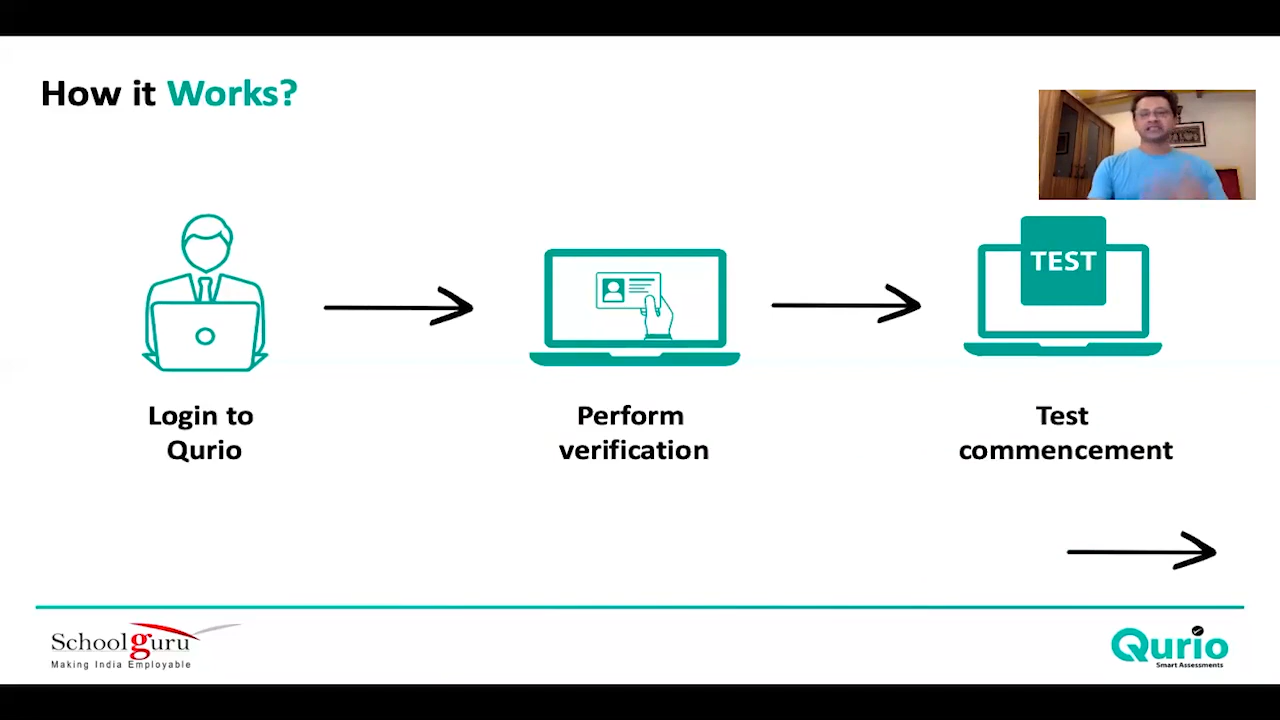 How it Works?
TEST
Login to
Qurio
Perform
verification
Test
commencement
Schoolguru
Making India Employable
Qurio
Smart Assessments